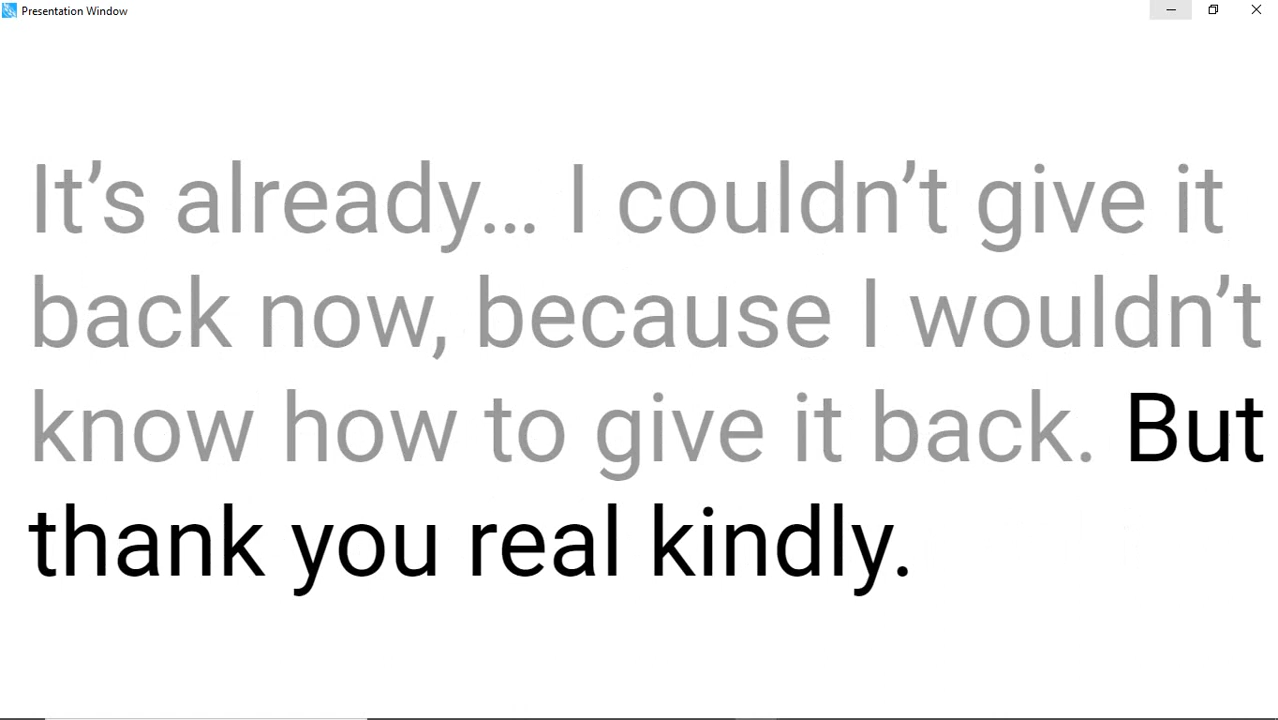 Presentation Window
It’s already… I couldn’t give it
back now, because I wouldn’t
know how to give it back. But
thank you real kindly.